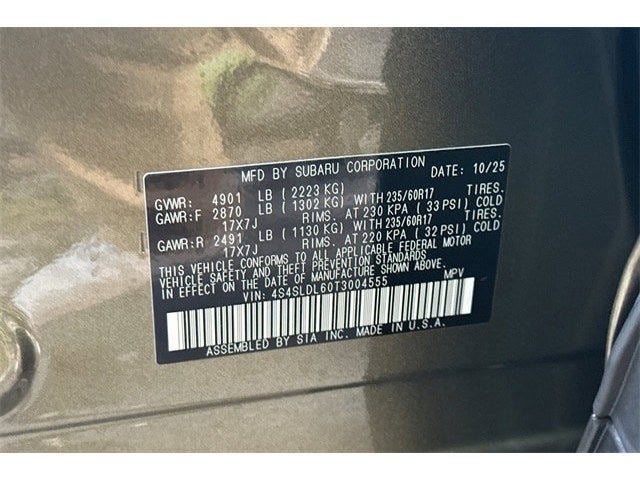 MFD BY SUBARU CORPORATION DATE: 10/25
GVWR: 4901 LB ( 2223 KG)
GAWR: F 2870 LB ( 1302 KG) WITH 235/60R17 TIRES.
17X7J RIMS. AT 230 KPA ( 33 PSI) COLD
GAWR: R 2491 LB ( 1130 KG) WITH 235/60R17 TIRES.
17X7J RIMS. AT 220 KPA ( 32 PSI) COLD
THIS VEHICLE CONFORMS TO ALL APPLICABLE FEDERAL MOTOR
VEHICLE SAFETY AND THEFT PREVENTION STANDARDS
IN EFFECT ON THE DATE OF MANUFACTURE SHOWN ABOVE.
VIN: 4S4SLDL60T3004555 MPV
ASSEMBLED BY SIA INC. MADE IN U.S.A.